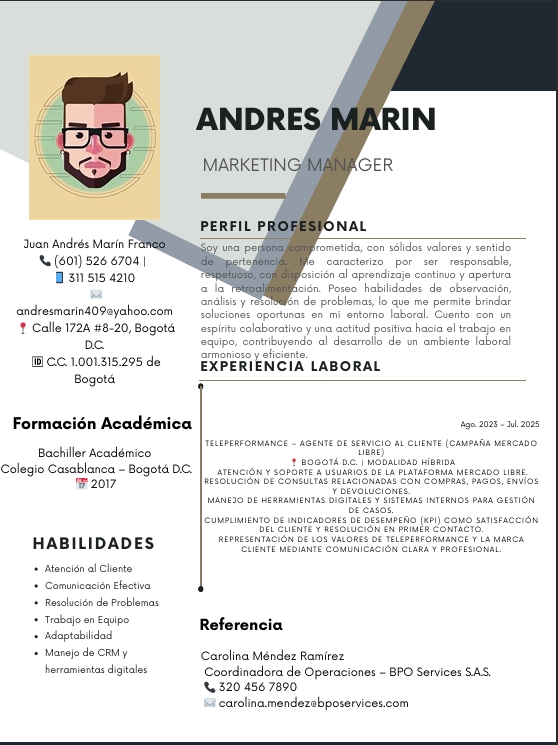 ANDRES MARIN
MARKETING MANAGER
Juan Andrés Marín Franco
📞 (601) 526 6704 |
📱 311 515 4210
✉️
andresmarin409@yahoo.com
📍 Calle 172A #8-20, Bogotá
D.C.
🆔 C.C. 1.001.315.295 de
Bogotá
Formación Académica
Bachiller Académico
Colegio Casablanca – Bogotá D.C.
📅 2017
HABILIDADES
• Atención al Cliente
• Comunicación Efectiva
• Resolución de Problemas
• Trabajo en Equipo
• Adaptabilidad
• Manejo de CRM y
herramientas digitales
PERFIL PROFESIONAL
Soy una persona comprometida, con sólidos valores y sentido
de pertenencia. Me caracterizo por ser responsable,
respetuoso, con disposición al aprendizaje continuo y apertura
a la retroalimentación. Poseo habilidades de observación,
análisis y resolución de problemas, lo que me permite brindar
soluciones oportunas en mi entorno laboral. Cuento con un
espíritu colaborativo y una actitud positiva hacia el trabajo en
equipo, contribuyendo al desarrollo de un ambiente laboral
armonioso y eficiente.
EXPERIENCIA LABORAL
Ago. 2023 – Jul. 2025
TELEPERFORMANCE – AGENTE DE SERVICIO AL CLIENTE (CAMPAÑA MERCADO
LIBRE)
📍 BOGOTÁ D.C. | MODALIDAD HÍBRIDA
ATENCIÓN Y SOPORTE A USUARIOS DE LA PLATAFORMA MERCADO LIBRE.
RESOLUCIÓN DE CONSULTAS RELACIONADAS CON COMPRAS, PAGOS, ENVÍOS
Y DEVOLUCIONES.
MANEJO DE HERRAMIENTAS DIGITALES Y SISTEMAS INTERNOS PARA GESTIÓN
DE CASOS.
CUMPLIMIENTO DE INDICADORES DE DESEMPEÑO (KPI) COMO SATISFACCIÓN
DEL CLIENTE Y RESOLUCIÓN EN PRIMER CONTACTO.
REPRESENTACIÓN DE LOS VALORES DE TELEPERFORMANCE Y LA MARCA
CLIENTE MEDIANTE COMUNICACIÓN CLARA Y PROFESIONAL.
Referencia
Carolina Méndez Ramírez
Coordinadora de Operaciones – BPO Services S.A.S.
📞 320 456 7890
✉️ carolina.mendez@bposervices.com